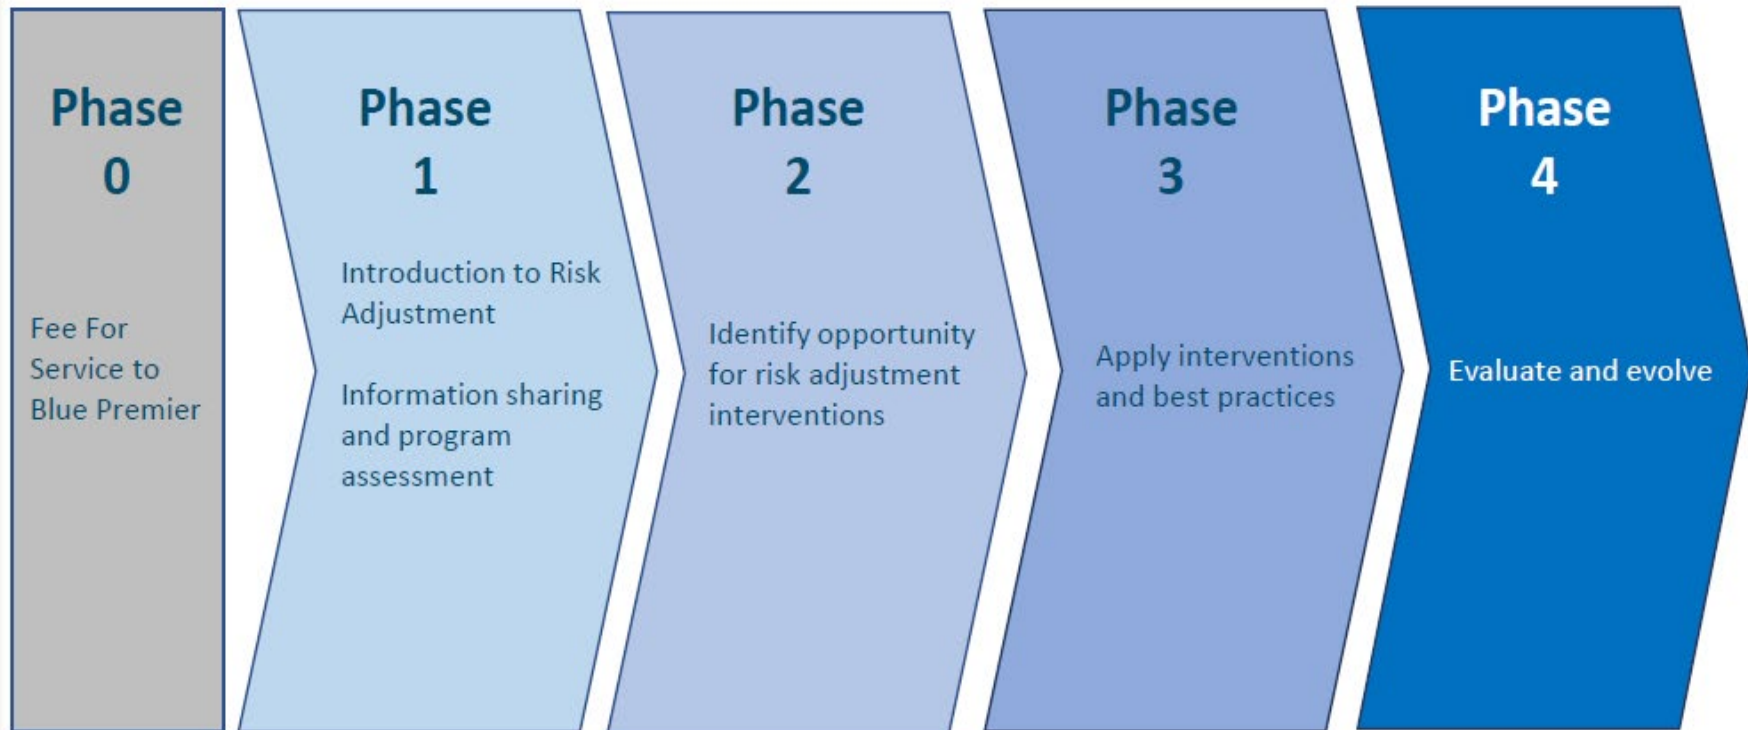 Phase
0
Fee For
Service to
Blue Premier
Phase
1
Introduction to Risk
Adjustment
Information sharing
and program
assessment
Phase
2
Identify opportunity
for risk adjustment
interventions
Phase
3
Apply interventions
and best practices
Phase
4
Evaluate and evolve